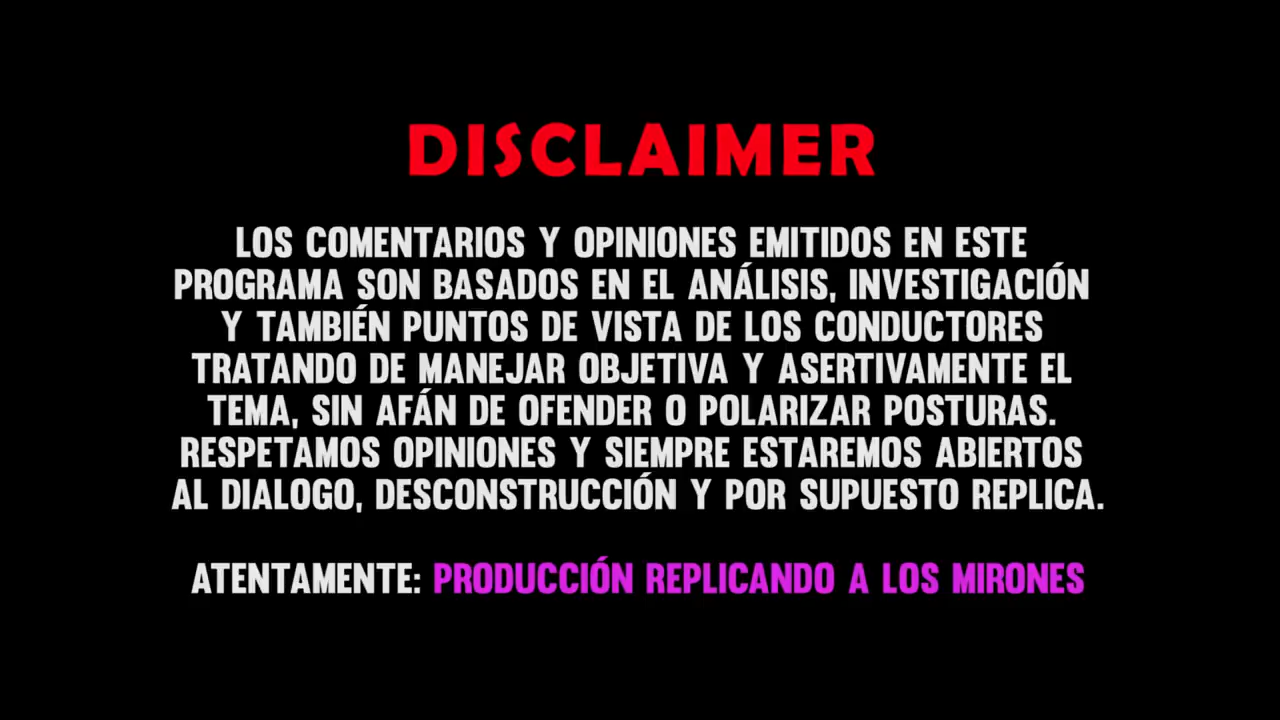 DISCLAIMER
LOS COMENTARIOS Y OPINIONES EMITIDOS EN ESTE
PROGRAMA SON BASADOS EN EL ANÁLISIS, INVESTIGACIÓN
Y TAMBIÉN PUNTOS DE VISTA DE LOS CONDUCTORES
TRATANDO DE MANEJAR OBJETIVA Y ASERTIVAMENTE EL
TEMA, SIN AFÁN DE OFENDER O POLARIZAR POSTURAS.
RESPETAMOS OPINIONES Y SIEMPRE ESTAREMOS ABIERTOS
AL DIALOGO, DESCONSTRUCCIÓN Y POR SUPUESTO REPLICA.
ATENTAMENTE: PRODUCCIÓN REPLICANDO A LOS MIRONES